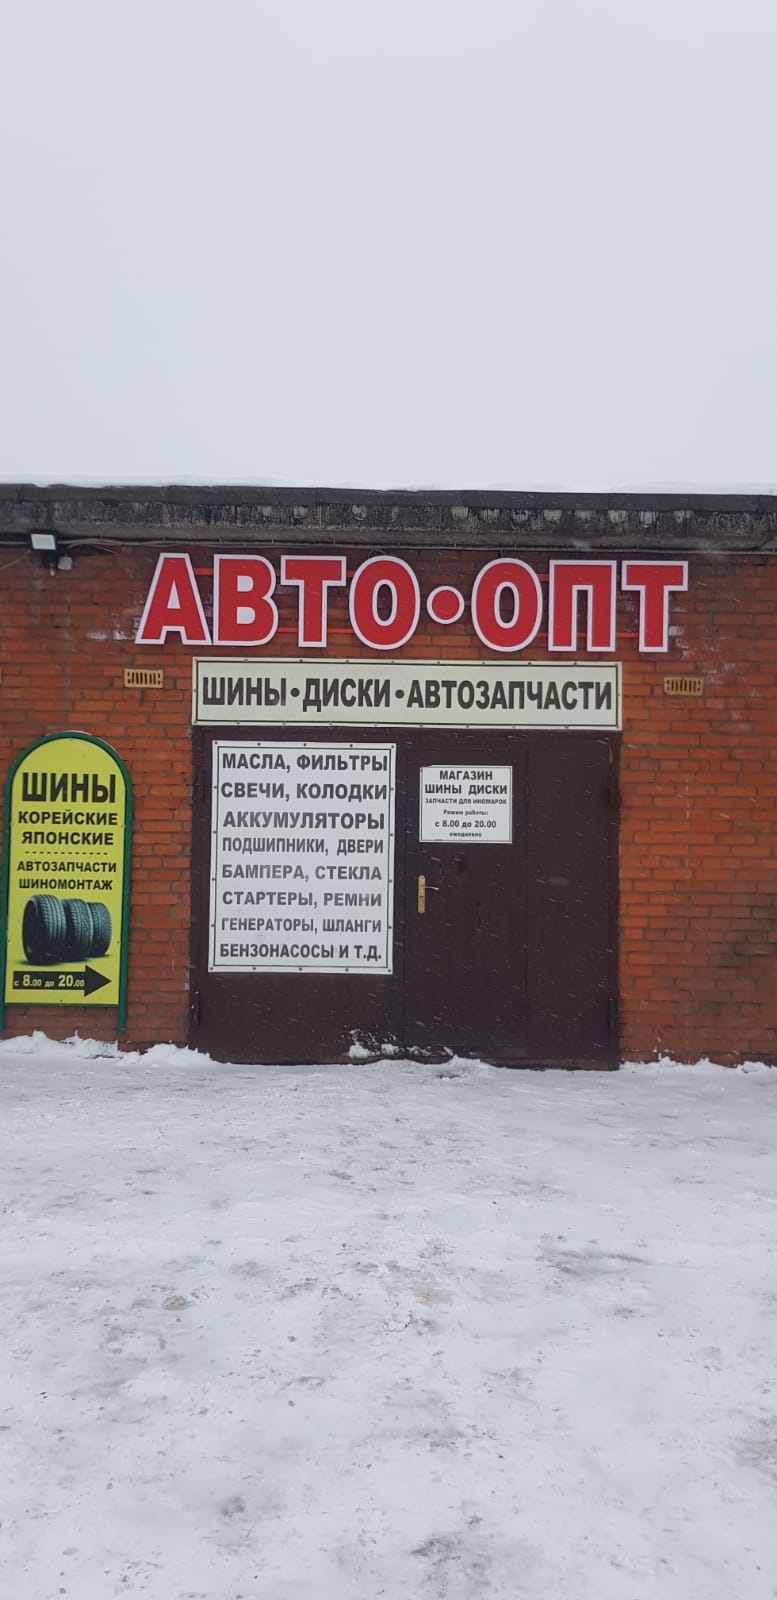 АВТО•ОПТ
ШИНЫ•ДИСКИ•АВТОЗАПЧАСТИ
МАСЛА, ФИЛЬТРЫ
СВЕЧИ, КОЛОДКИ
АККУМУЛЯТОРЫ
ПОДШИПНИКИ, ДВЕРИ
БАМПЕРА, СТЕКЛА
СТАРТЕРЫ, РЕМНИ
ГЕНЕРАТОРЫ, ШЛАНГИ
БЕНЗОНАСОСЫ И Т.Д.
МАГАЗИН
ШИНЫ ДИСКИ
ЗАПЧАСТИ ДЛЯ ИНОМАРОК
Режим работы:
с 8.00 до 20.00
ежедневно
ШИНЫ
КОРЕЙСКИЕ
ЯПОНСКИЕ
АВТОЗАПЧАСТИ
ШИНОМОНТАЖ
с 8.00 до 20.00